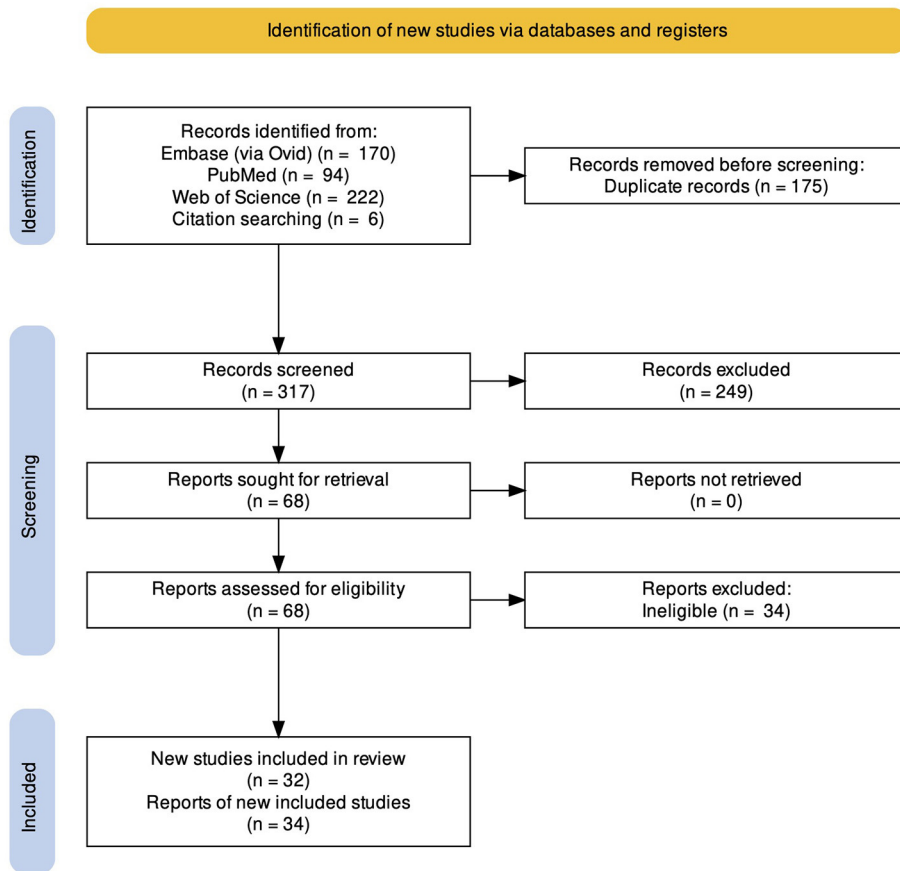 Identification of new studies via databases and registers
Identification
Records identified from:
Embase (via Ovid) (n = 170)
PubMed (n = 94)
Web of Science (n = 222)
Citation searching (n = 6)
Records removed before screening:
Duplicate records (n = 175)
Screening
Records screened
(n = 317)
Records excluded
(n = 249)
Reports sought for retrieval
(n = 68)
Reports not retrieved
(n = 0)
Reports assessed for eligibility
(n = 68)
Reports excluded:
Ineligible (n = 34)
Included
New studies included in review
(n = 32)
Reports of new included studies
(n = 34)